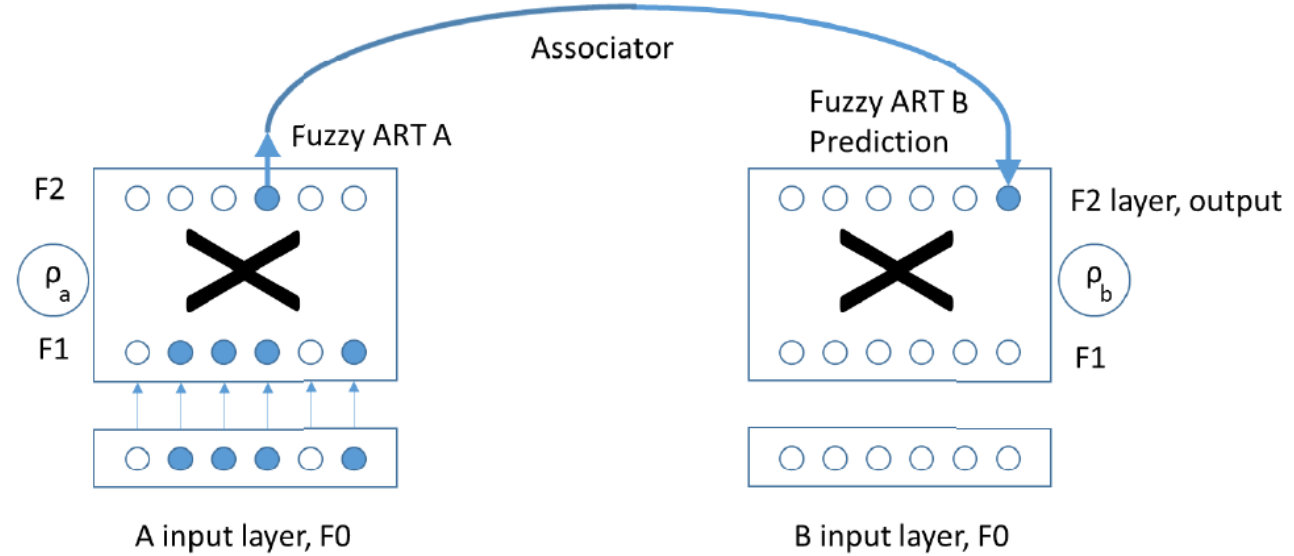 Associator
Fuzzy ART A
Fuzzy ART B
Prediction
F2
F2 layer, output
ρa
ρb
F1
F1
A input layer, F0
B input layer, F0